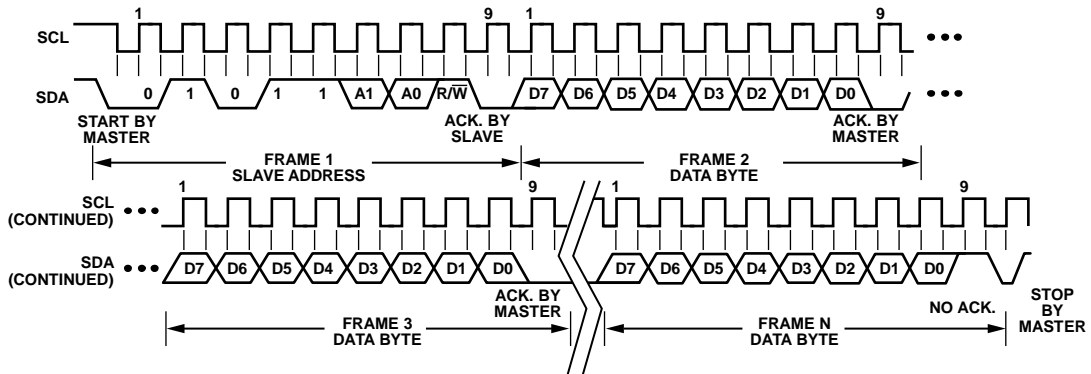 1 9 1 9
SCL
SDA 0 1 0 1 1 A1 A0 R/W̅ D7 D6 D5 D4 D3 D2 D1 D0
START BY MASTER
ACK. BY SLAVE
ACK. BY MASTER
FRAME 1
SLAVE ADDRESS
FRAME 2
DATA BYTE
1 9 1 9
SCL
(CONTINUED)
SDA
(CONTINUED)
D7 D6 D5 D4 D3 D2 D1 D0 D7 D6 D5 D4 D3 D2 D1 D0
ACK. BY
MASTER
NO ACK.
STOP
BY
MASTER
FRAME 3
DATA BYTE
FRAME N
DATA BYTE